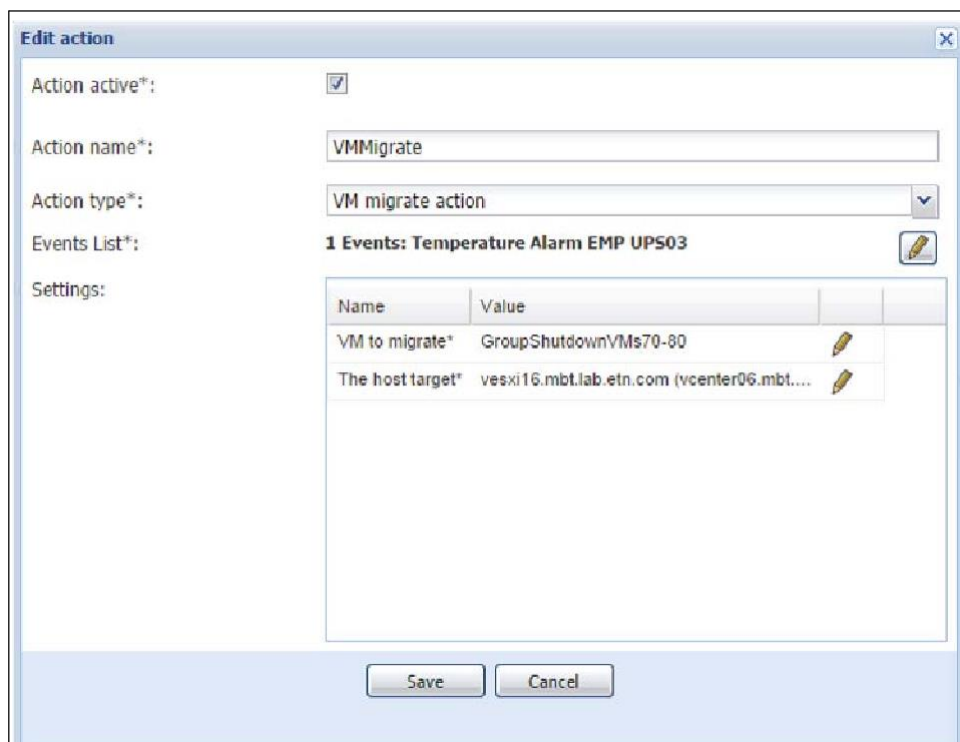 Edit action
Action active*:
Action name*: VMMigrate
Action type*: VM migrate action
Events List*: 1 Events: Temperature Alarm EMP UPS03
Settings:
Name Value
VM to migrate* GroupShutdownVMs70-80
The host target* vesxi16.mbt.lab.etn.com (vcenter06.mbt....
Save Cancel